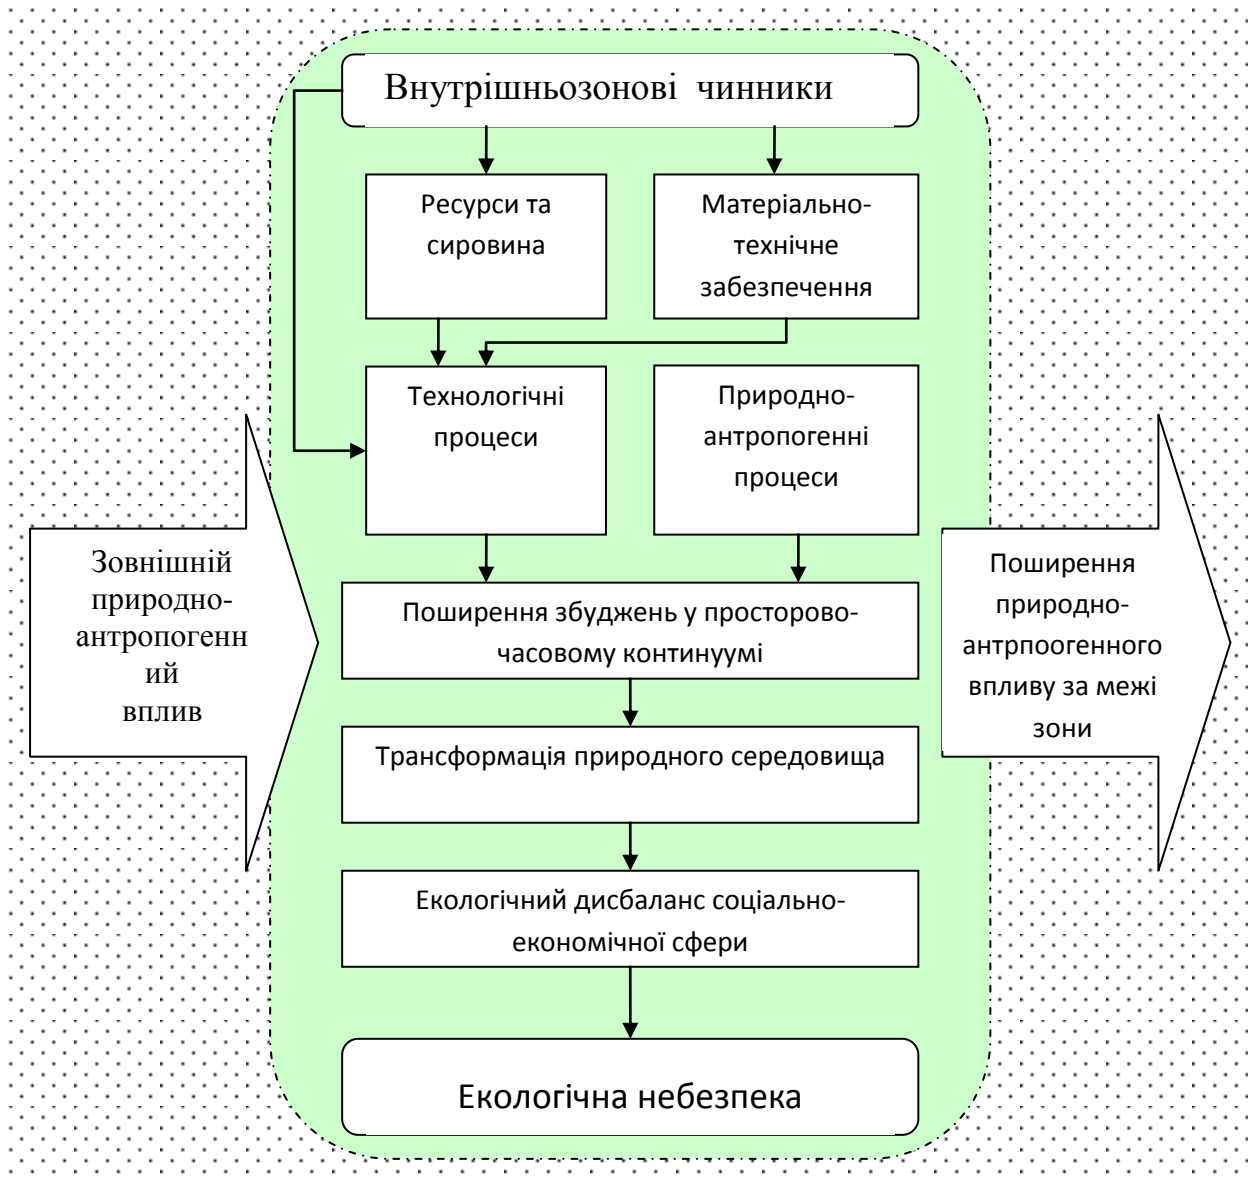 Внутрішньозонові чинники
Ресурси та
сировина
Матеріально-
технічне
забезпечення
Технологічні
процеси
Природно-
антропогенні
процеси
Зовнішній
природно-
антропогенн
ий
вплив
Поширення збуджень у просторово-
часовому континуумі
Поширення
природно-
антрпоогенного
впливу за межі
зони
Трансформація природного середовища
Екологічний дисбаланс соціально-
економічної сфери
Екологічна небезпека